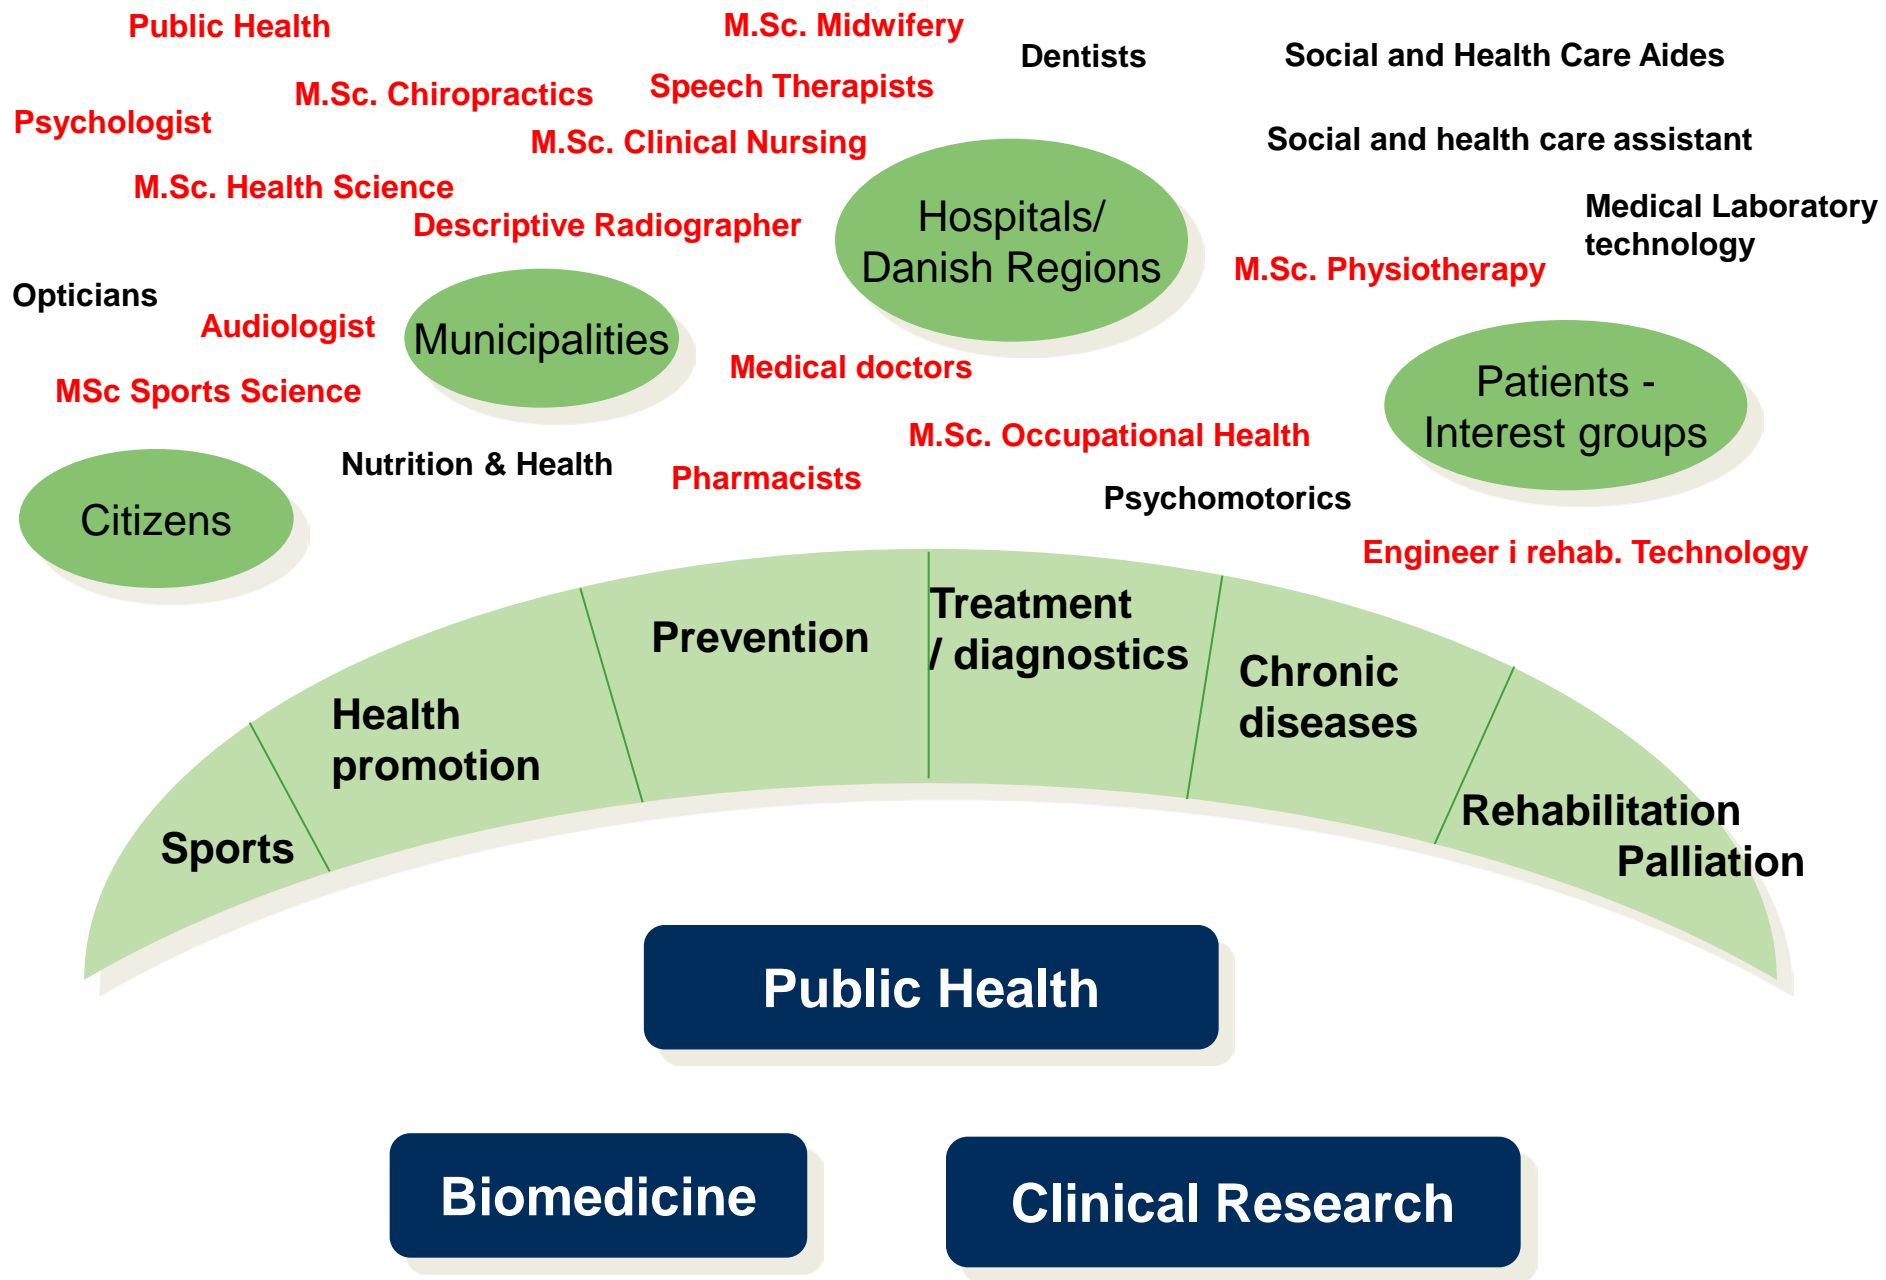 Public Health
M.Sc. Midwifery
Dentists
Social and Health Care Aides
M.Sc. Chiropractics
Speech Therapists
Psychologist
M.Sc. Clinical Nursing
Social and health care assistant
M.Sc. Health Science
Descriptive Radiographer
Hospitals/
Danish Regions
Medical Laboratory
technology
M.Sc. Physiotherapy
Opticians
Audiologist
Municipalities
Medical doctors
MSc Sports Science
Patients -
Interest groups
M.Sc. Occupational Health
Nutrition & Health
Pharmacists
Psychomotorics
Citizens
Engineer i rehab. Technology
Sports
Health
promotion
Prevention
Treatment
/ diagnostics
Chronic
diseases
Rehabilitation
Palliation
Public Health
Biomedicine
Clinical Research